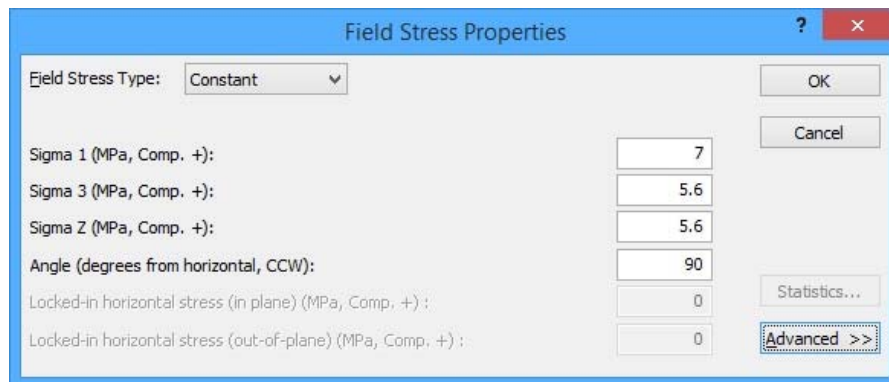 Field Stress Properties
?
×
Field Stress Type: Constant
OK
Cancel
Sigma 1 (MPa, Comp. +): 7
Sigma 3 (MPa, Comp. +): 5.6
Sigma Z (MPa, Comp. +): 5.6
Angle (degrees from horizontal, CCW): 90
Locked-in horizontal stress (in plane) (MPa, Comp. +) : 0
Statistics...
Locked-in horizontal stress (out-of-plane) (MPa, Comp. +) : 0
Advanced >>